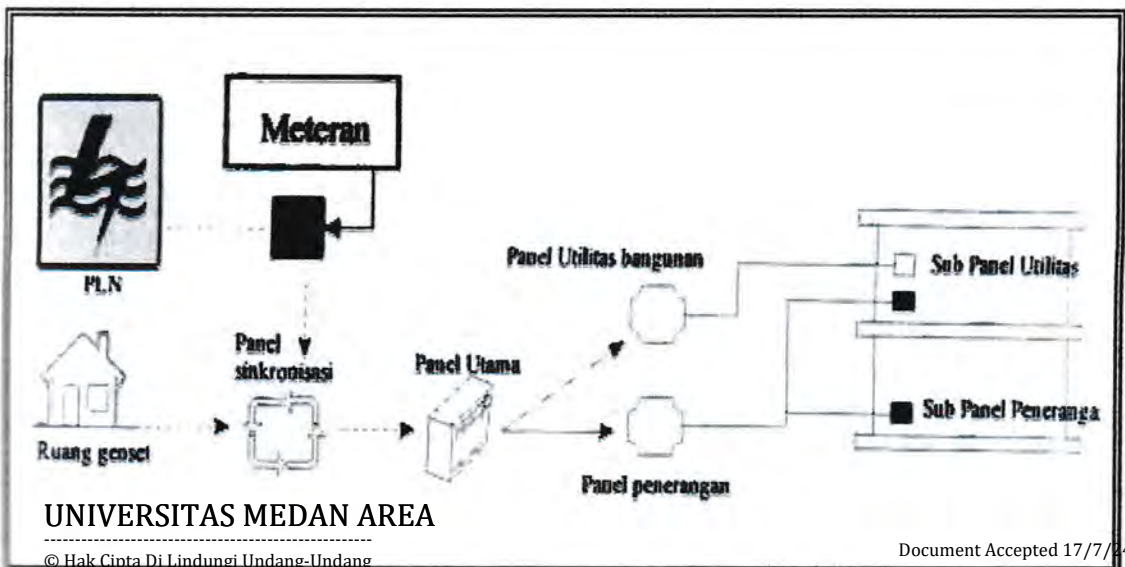 Meteran
PLN
Panel Utilitas bangunan
Sub Panel Utilitas
Panel
sinkronisasi
Panel Utama
Ruang genset
Sub Panel Peneranga
Panel penerangan
UNIVERSITAS MEDAN AREA
© Hak Cipta Di Lindungi Undang-Undang
Document Accepted 17/7/24